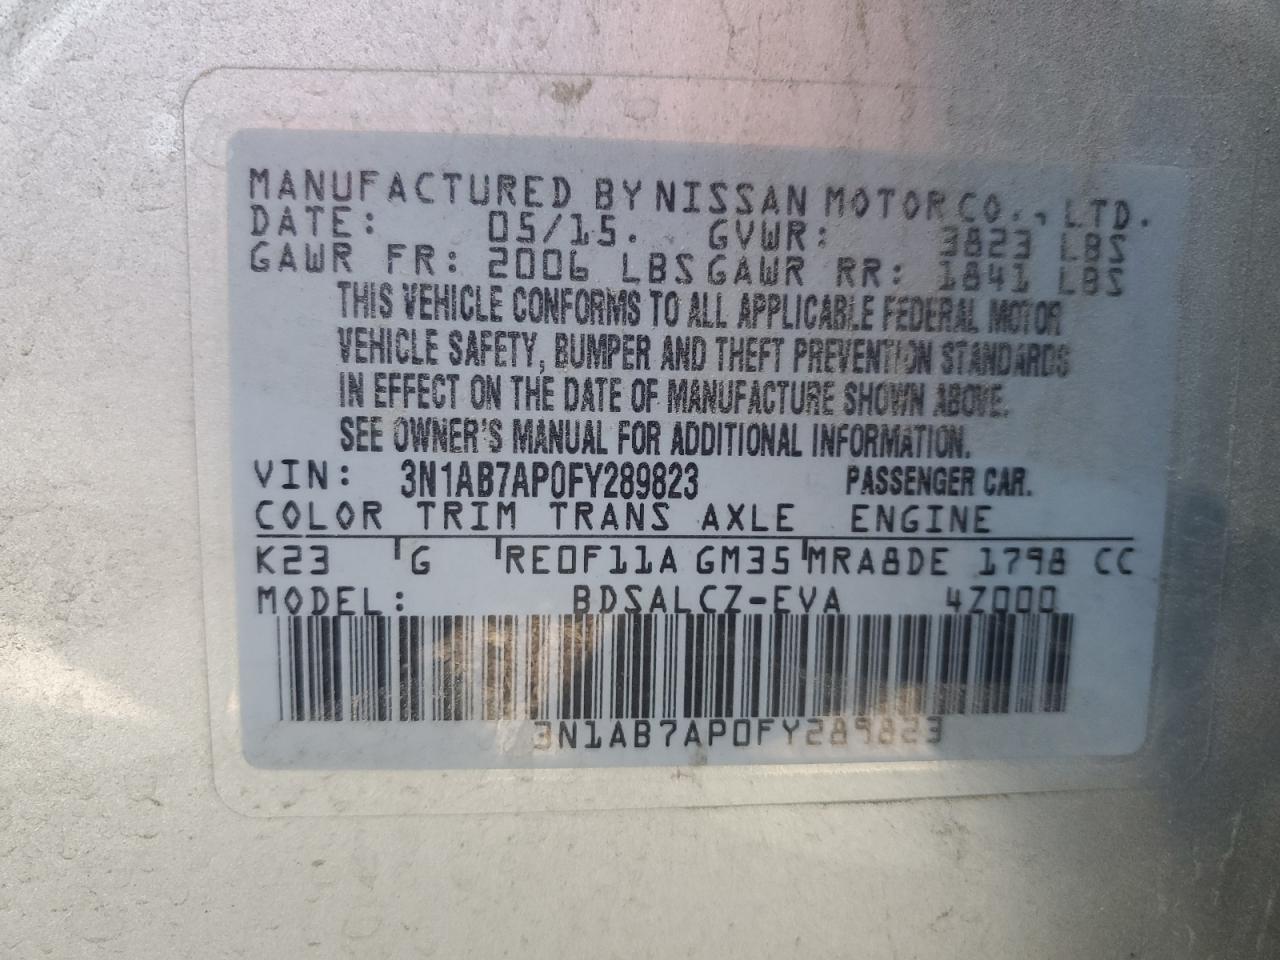 MANUFACTURED BY NISSAN MOTOR CO., LTD.
DATE: 05/15. GVWR: 3823 LBS
GAWR FR: 2006 LBS GAWR RR: 1841 LBS
THIS VEHICLE CONFORMS TO ALL APPLICABLE FEDERAL MOTOR
VEHICLE SAFETY, BUMPER AND THEFT PREVENTION STANDARDS
IN EFFECT ON THE DATE OF MANUFACTURE SHOWN ABOVE.
SEE OWNER'S MANUAL FOR ADDITIONAL INFORMATION.
VIN: 3N1AB7AP0FY289823 PASSENGER CAR.
COLOR TRIM TRANS AXLE ENGINE
K23 G RE0F11A GM35 MRA8DE 1798 CC
MODEL: BDSALCZ-EVA 4Z000
3N1AB7AP0FY289823